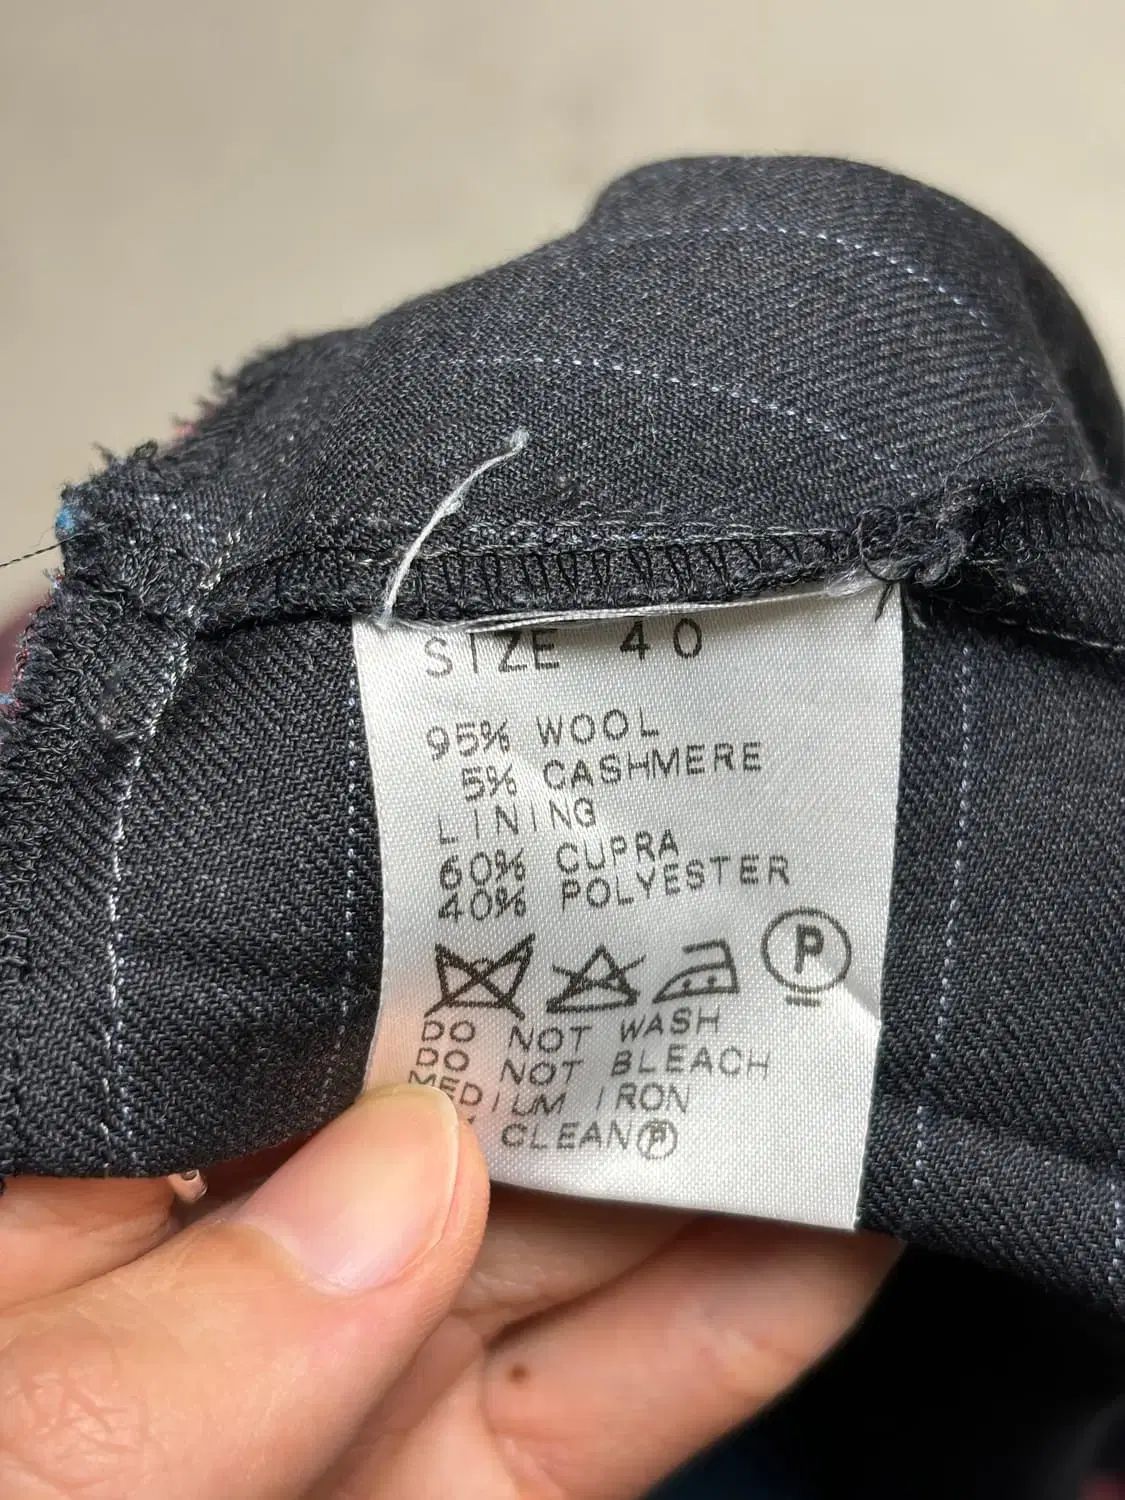 SIZE 40
95% WOOL
5% CASHMERE
LINING
60% CUPRA
40% POLYESTER
P
DO NOT WASH
DO NOT BLEACH
MEDIUM IRON
CLEAN Ⓟ